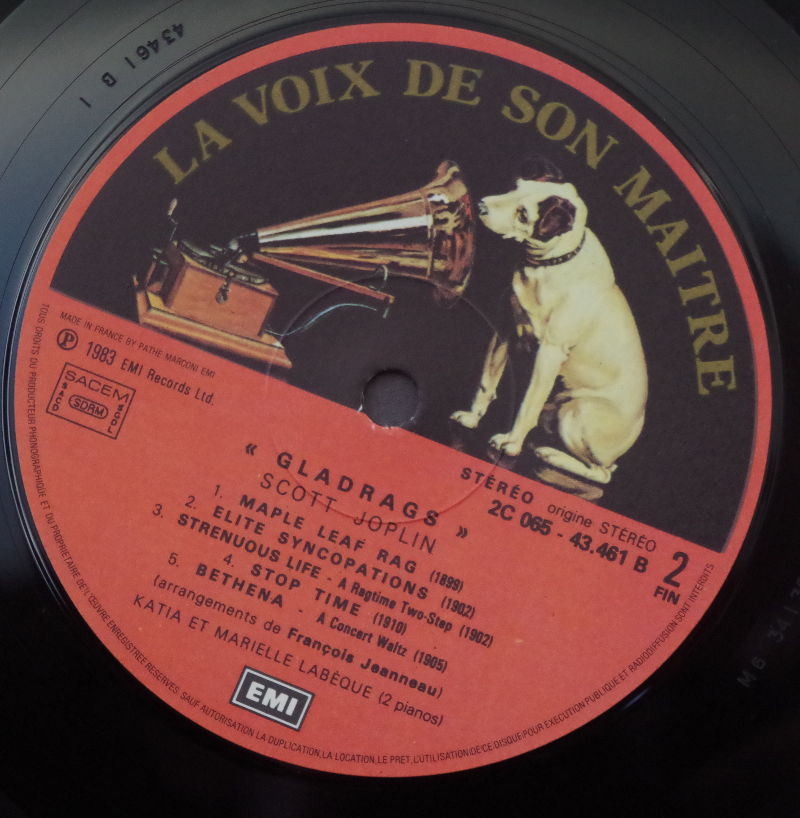 43461 B 1
LA VOIX DE SON MAITRE
MADE IN FRANCE BY PATHE MARCONI EMI
Ⓟ 1983 EMI Records Ltd.
SACEM
SACD
SDRM
SGDL
STÉRÉO origine STÉRÉO
2C 065 - 43.461 B
2
FIN
« GLADRAGS »
SCOTT JOPLIN
1. MAPLE LEAF RAG (1899)
2. ELITE SYNCOPATIONS (1902)
3. STRENUOUS LIFE - A Ragtime Two-Step (1902)
4. STOP TIME (1910)
5. BETHENA - A Concert Waltz (1905)
(arrangements de François Jeanneau)
KATIA ET MARIELLE LABÈQUE (2 pianos)
EMI
TOUS DROITS DU PRODUCTEUR PHONOGRAPHIQUE ET DU PROPRIETAIRE DE L'ŒUVRE ENREGISTREE RESERVES. SAUF AUTORISATION LA DUPLICATION, LA LOCATION, LE PRET, L'UTILISATION DE CE DISQUE POUR EXECUTION PUBLIQUE ET RADIODIFFUSION SONT INTERDITS